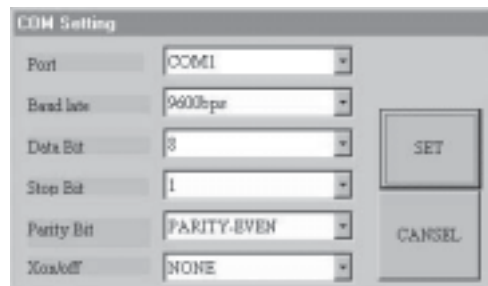 COM Setting
Port COM1
Baud late 9600bps
Data Bit 8
Stop Bit 1
SET
Parity Bit PARITY-EVEN
CANSEL
Xon/off NONE